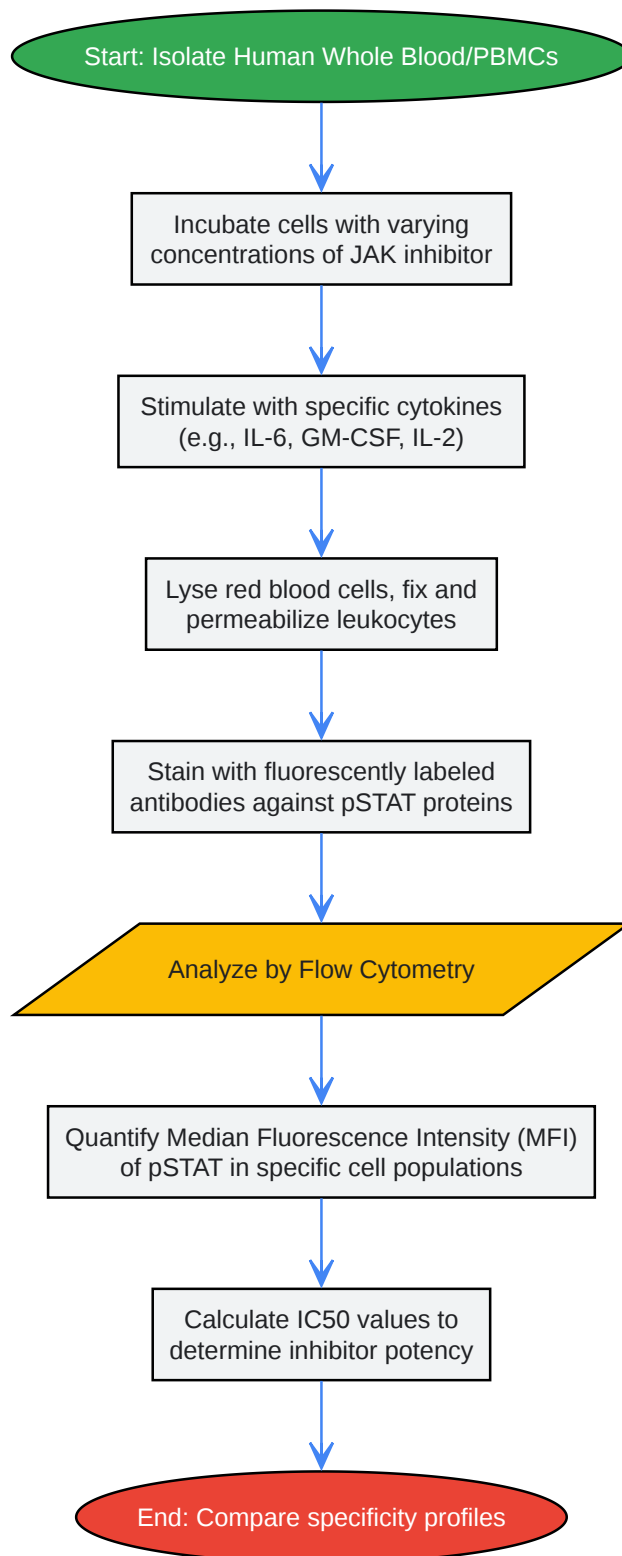 Start: Isolate Human Whole Blood/PBMCs
Incubate cells with varying
concentrations of JAK inhibitor
Stimulate with specific cytokines
(e.g., IL-6, GM-CSF, IL-2)
Lyse red blood cells, fix and
permeabilize leukocytes
Stain with fluorescently labeled
antibodies against pSTAT proteins
Analyze by Flow Cytometry
Quantify Median Fluorescence Intensity (MFI)
of pSTAT in specific cell populations
Calculate IC50 values to
determine inhibitor potency
End: Compare specificity profiles